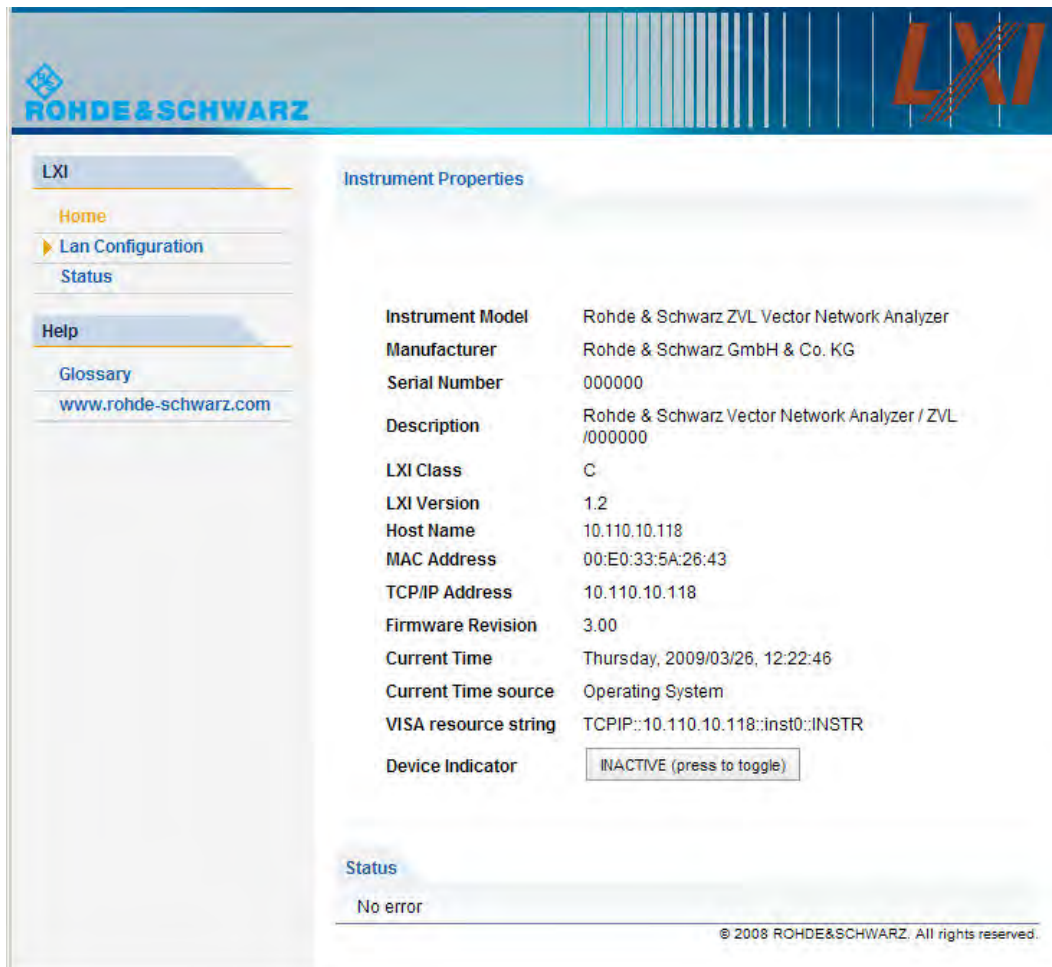 ROHDE&SCHWARZ
LXI
LXI
Home
Lan Configuration
Status
Help
Glossary
www.rohde-schwarz.com
Instrument Properties
Instrument Model Rohde & Schwarz ZVL Vector Network Analyzer
Manufacturer Rohde & Schwarz GmbH & Co. KG
Serial Number 000000
Description Rohde & Schwarz Vector Network Analyzer / ZVL
/000000
LXI Class C
LXI Version 1.2
Host Name 10.110.10.118
MAC Address 00:E0:33:5A:26:43
TCP/IP Address 10.110.10.118
Firmware Revision 3.00
Current Time Thursday, 2009/03/26, 12:22:46
Current Time source Operating System
VISA resource string TCPIP::10.110.10.118::inst0::INSTR
Device Indicator INACTIVE (press to toggle)
Status
No error
© 2008 ROHDE&SCHWARZ. All rights reserved.